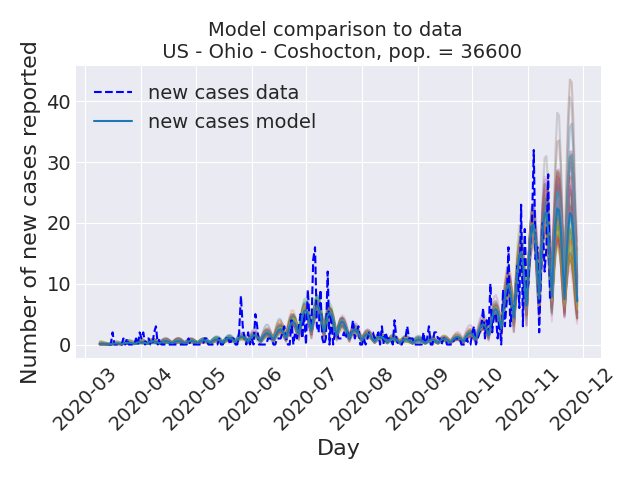 Model comparison to data
US - Ohio - Coshocton, pop. = 36600
new cases data
new cases model
Number of new cases reported
40
30
20
10
0
2020-03
2020-04
2020-05
2020-06
2020-07
2020-08
2020-09
2020-10
2020-11
2020-12
Day